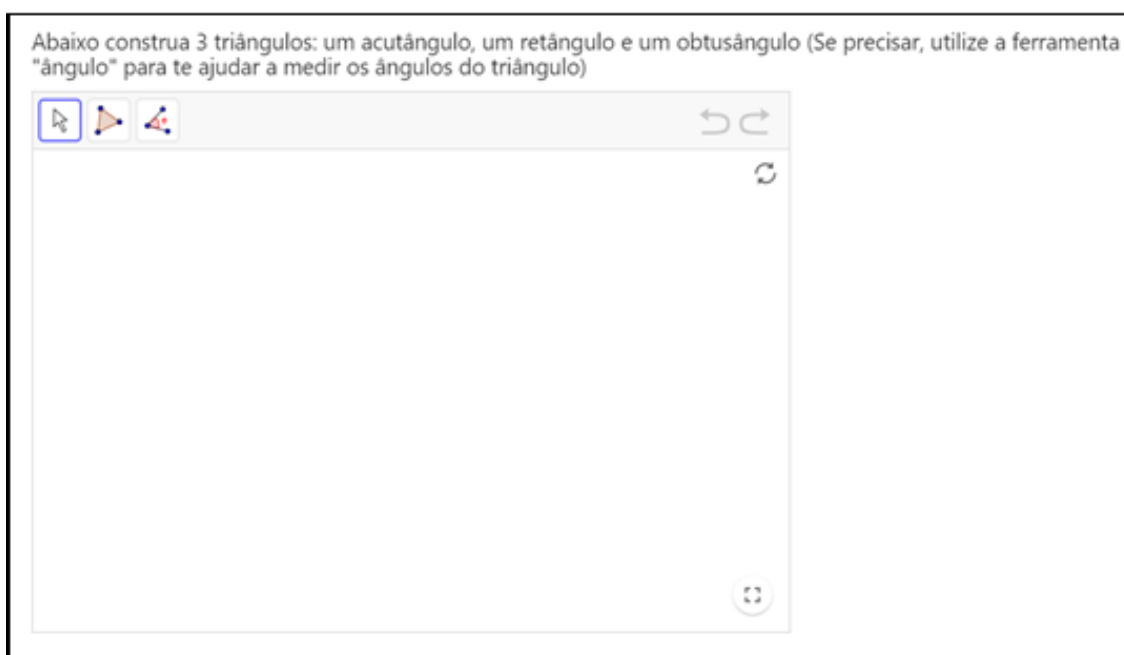 Abaixo construa 3 triângulos: um acutângulo, um retângulo e um obtusângulo (Se precisar, utilize a ferramenta
"ângulo" para te ajudar a medir os ângulos do triângulo)